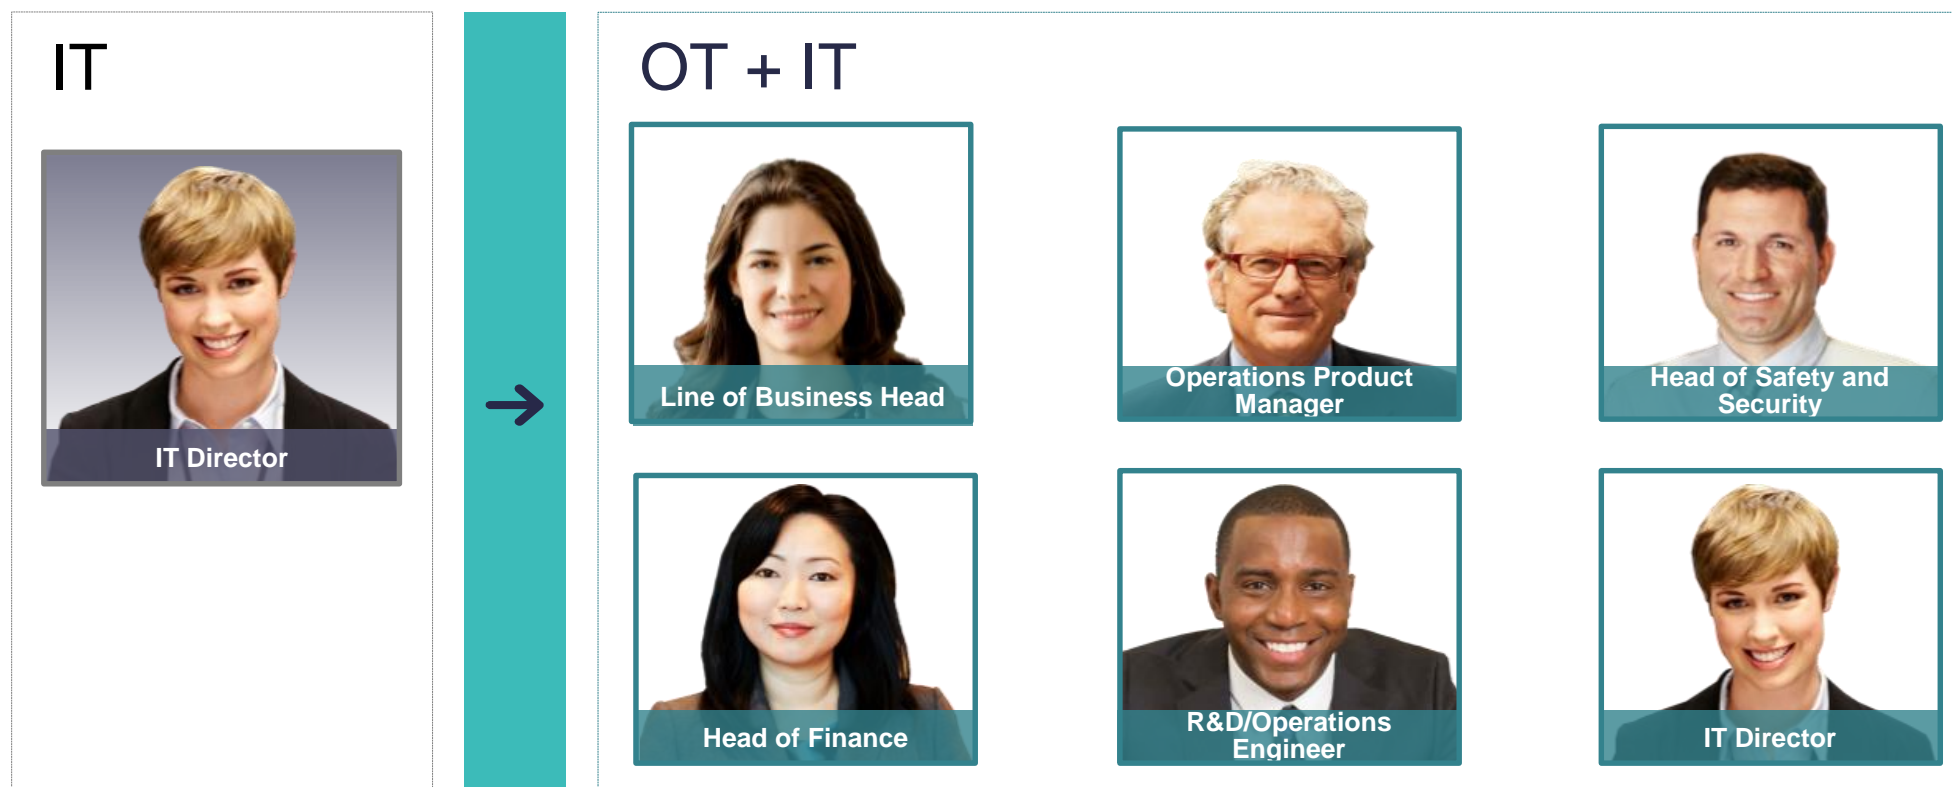 IT
IT Director
OT + IT
Line of Business Head
Operations Product
Manager
Head of Safety and
Security
Head of Finance
R&D/Operations
Engineer
IT Director